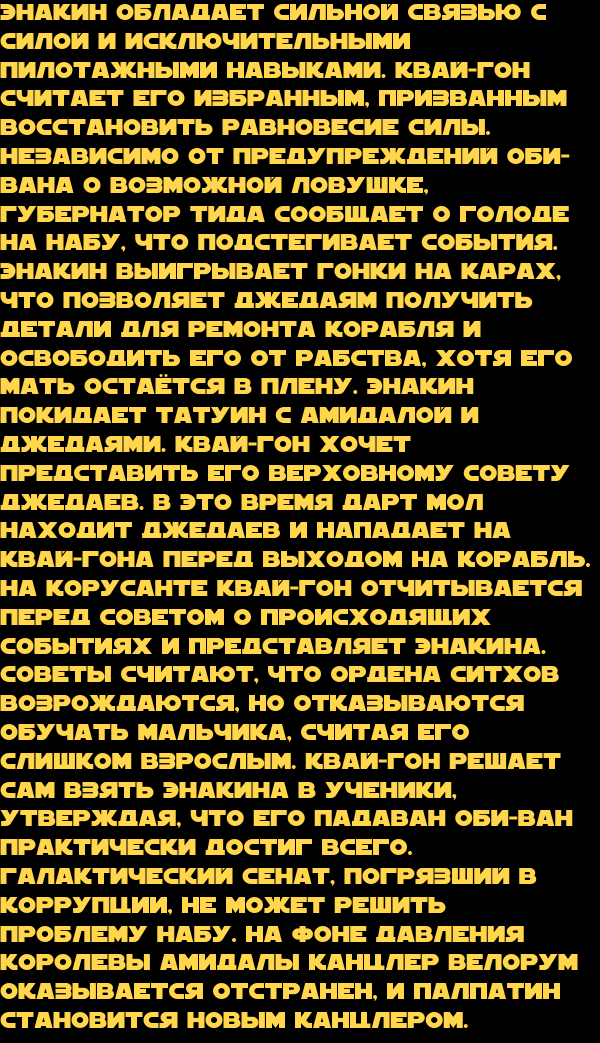 ЭНАКИН ОБЛАДАЕТ СИЛЬНОЙ СВЯЗЬЮ С
СИЛОЙ И ИСКЛЮЧИТЕЛЬНЫМИ
ПИЛОТАЖНЫМИ НАВЫКАМИ. КВАЙ-ГОН
СЧИТАЕТ ЕГО ИЗБРАННЫМ, ПРИЗВАННЫМ
ВОССТАНОВИТЬ РАВНОВЕСИЕ СИЛЫ.
НЕЗАВИСИМО ОТ ПРЕДУПРЕЖДЕНИЙ ОБИ-
ВАНА О ВОЗМОЖНОЙ ЛОВУШКЕ,
ГУБЕРНАТОР ТИДА СООБЩАЕТ О ГОЛОДЕ
НА НАБУ, ЧТО ПОДСТЕГИВАЕТ СОБЫТИЯ.
ЭНАКИН ВЫИГРЫВАЕТ ГОНКИ НА КАРАХ,
ЧТО ПОЗВОЛЯЕТ ДЖЕДАЯМ ПОЛУЧИТЬ
ДЕТАЛИ ДЛЯ РЕМОНТА КОРАБЛЯ И
ОСВОБОДИТЬ ЕГО ОТ РАБСТВА, ХОТЯ ЕГО
МАТЬ ОСТАЁТСЯ В ПЛЕНУ. ЭНАКИН
ПОКИДАЕТ ТАТУИН С АМИДАЛОЙ И
ДЖЕДАЯМИ. КВАЙ-ГОН ХОЧЕТ
ПРЕДСТАВИТЬ ЕГО ВЕРХОВНОМУ СОВЕТУ
ДЖЕДАЕВ. В ЭТО ВРЕМЯ ДАРТ МОЛ
НАХОДИТ ДЖЕДАЕВ И НАПАДАЕТ НА
КВАЙ-ГОНА ПЕРЕД ВЫХОДОМ НА КОРАБЛЬ.
НА КОРУСАНТЕ КВАЙ-ГОН ОТЧИТЫВАЕТСЯ
ПЕРЕД СОВЕТОМ О ПРОИСХОДЯЩИХ
СОБЫТИЯХ И ПРЕДСТАВЛЯЕТ ЭНАКИНА.
СОВЕТЫ СЧИТАЮТ, ЧТО ОРДЕНА СИТХОВ
ВОЗРОЖДАЮТСЯ, НО ОТКАЗЫВАЮТСЯ
ОБУЧАТЬ МАЛЬЧИКА, СЧИТАЯ ЕГО
СЛИШКОМ ВЗРОСЛЫМ. КВАЙ-ГОН РЕШАЕТ
САМ ВЗЯТЬ ЭНАКИНА В УЧЕНИКИ,
УТВЕРЖДАЯ, ЧТО ЕГО ПАДАВАН ОБИ-ВАН
ПРАКТИЧЕСКИ ДОСТИГ ВСЕГО.
ГАЛАКТИЧЕСКИЙ СЕНАТ, ПОГРЯЗШИЙ В
КОРРУПЦИИ, НЕ МОЖЕТ РЕШИТЬ
ПРОБЛЕМУ НАБУ. НА ФОНЕ ДАВЛЕНИЯ
КОРОЛЕВЫ АМИДАЛЫ КАНЦЛЕР ВЕЛОРУМ
ОКАЗЫВАЕТСЯ ОТСТРАНЕН, И ПАЛПАТИН
СТАНОВИТСЯ НОВЫМ КАНЦЛЕРОМ.